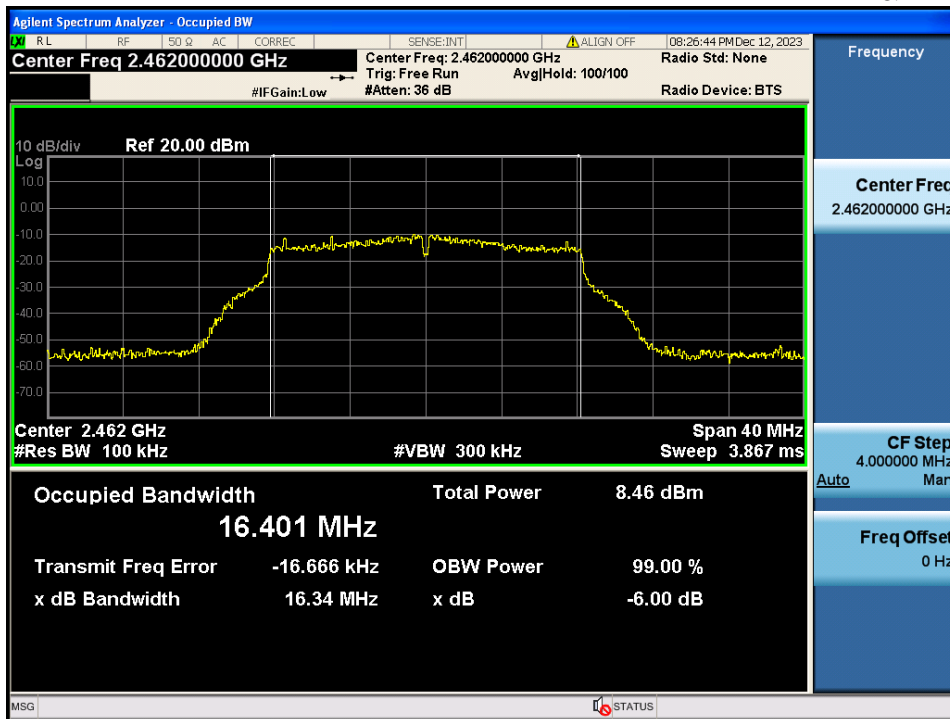 Agilent Spectrum Analyzer - Occupied BW
LXI RL RF 50 Ω AC CORREC SENSE:INT ALIGN OFF 08:26:44 PM Dec 12, 2023
Center Freq 2.462000000 GHz
Center Freq: 2.462000000 GHz
Radio Std: None
Trig: Free Run Avg|Hold: 100/100
#IFGain:Low
#Atten: 36 dB
Radio Device: BTS
10 dB/div Ref 20.00 dBm
Log
10.0
0.00
-10.0
-20.0
-30.0
-40.0
-50.0
-60.0
-70.0
Center 2.462 GHz
Span 40 MHz
#Res BW 100 kHz
#VBW 300 kHz
Sweep 3.867 ms
Occupied Bandwidth
Total Power 8.46 dBm
16.401 MHz
Transmit Freq Error -16.666 kHz
OBW Power 99.00 %
x dB Bandwidth 16.34 MHz
x dB -6.00 dB
MSG
STATUS
Frequency
Center Freq
2.462000000 GHz
CF Step
4.000000 MHz
Auto Man
Freq Offset
0 Hz